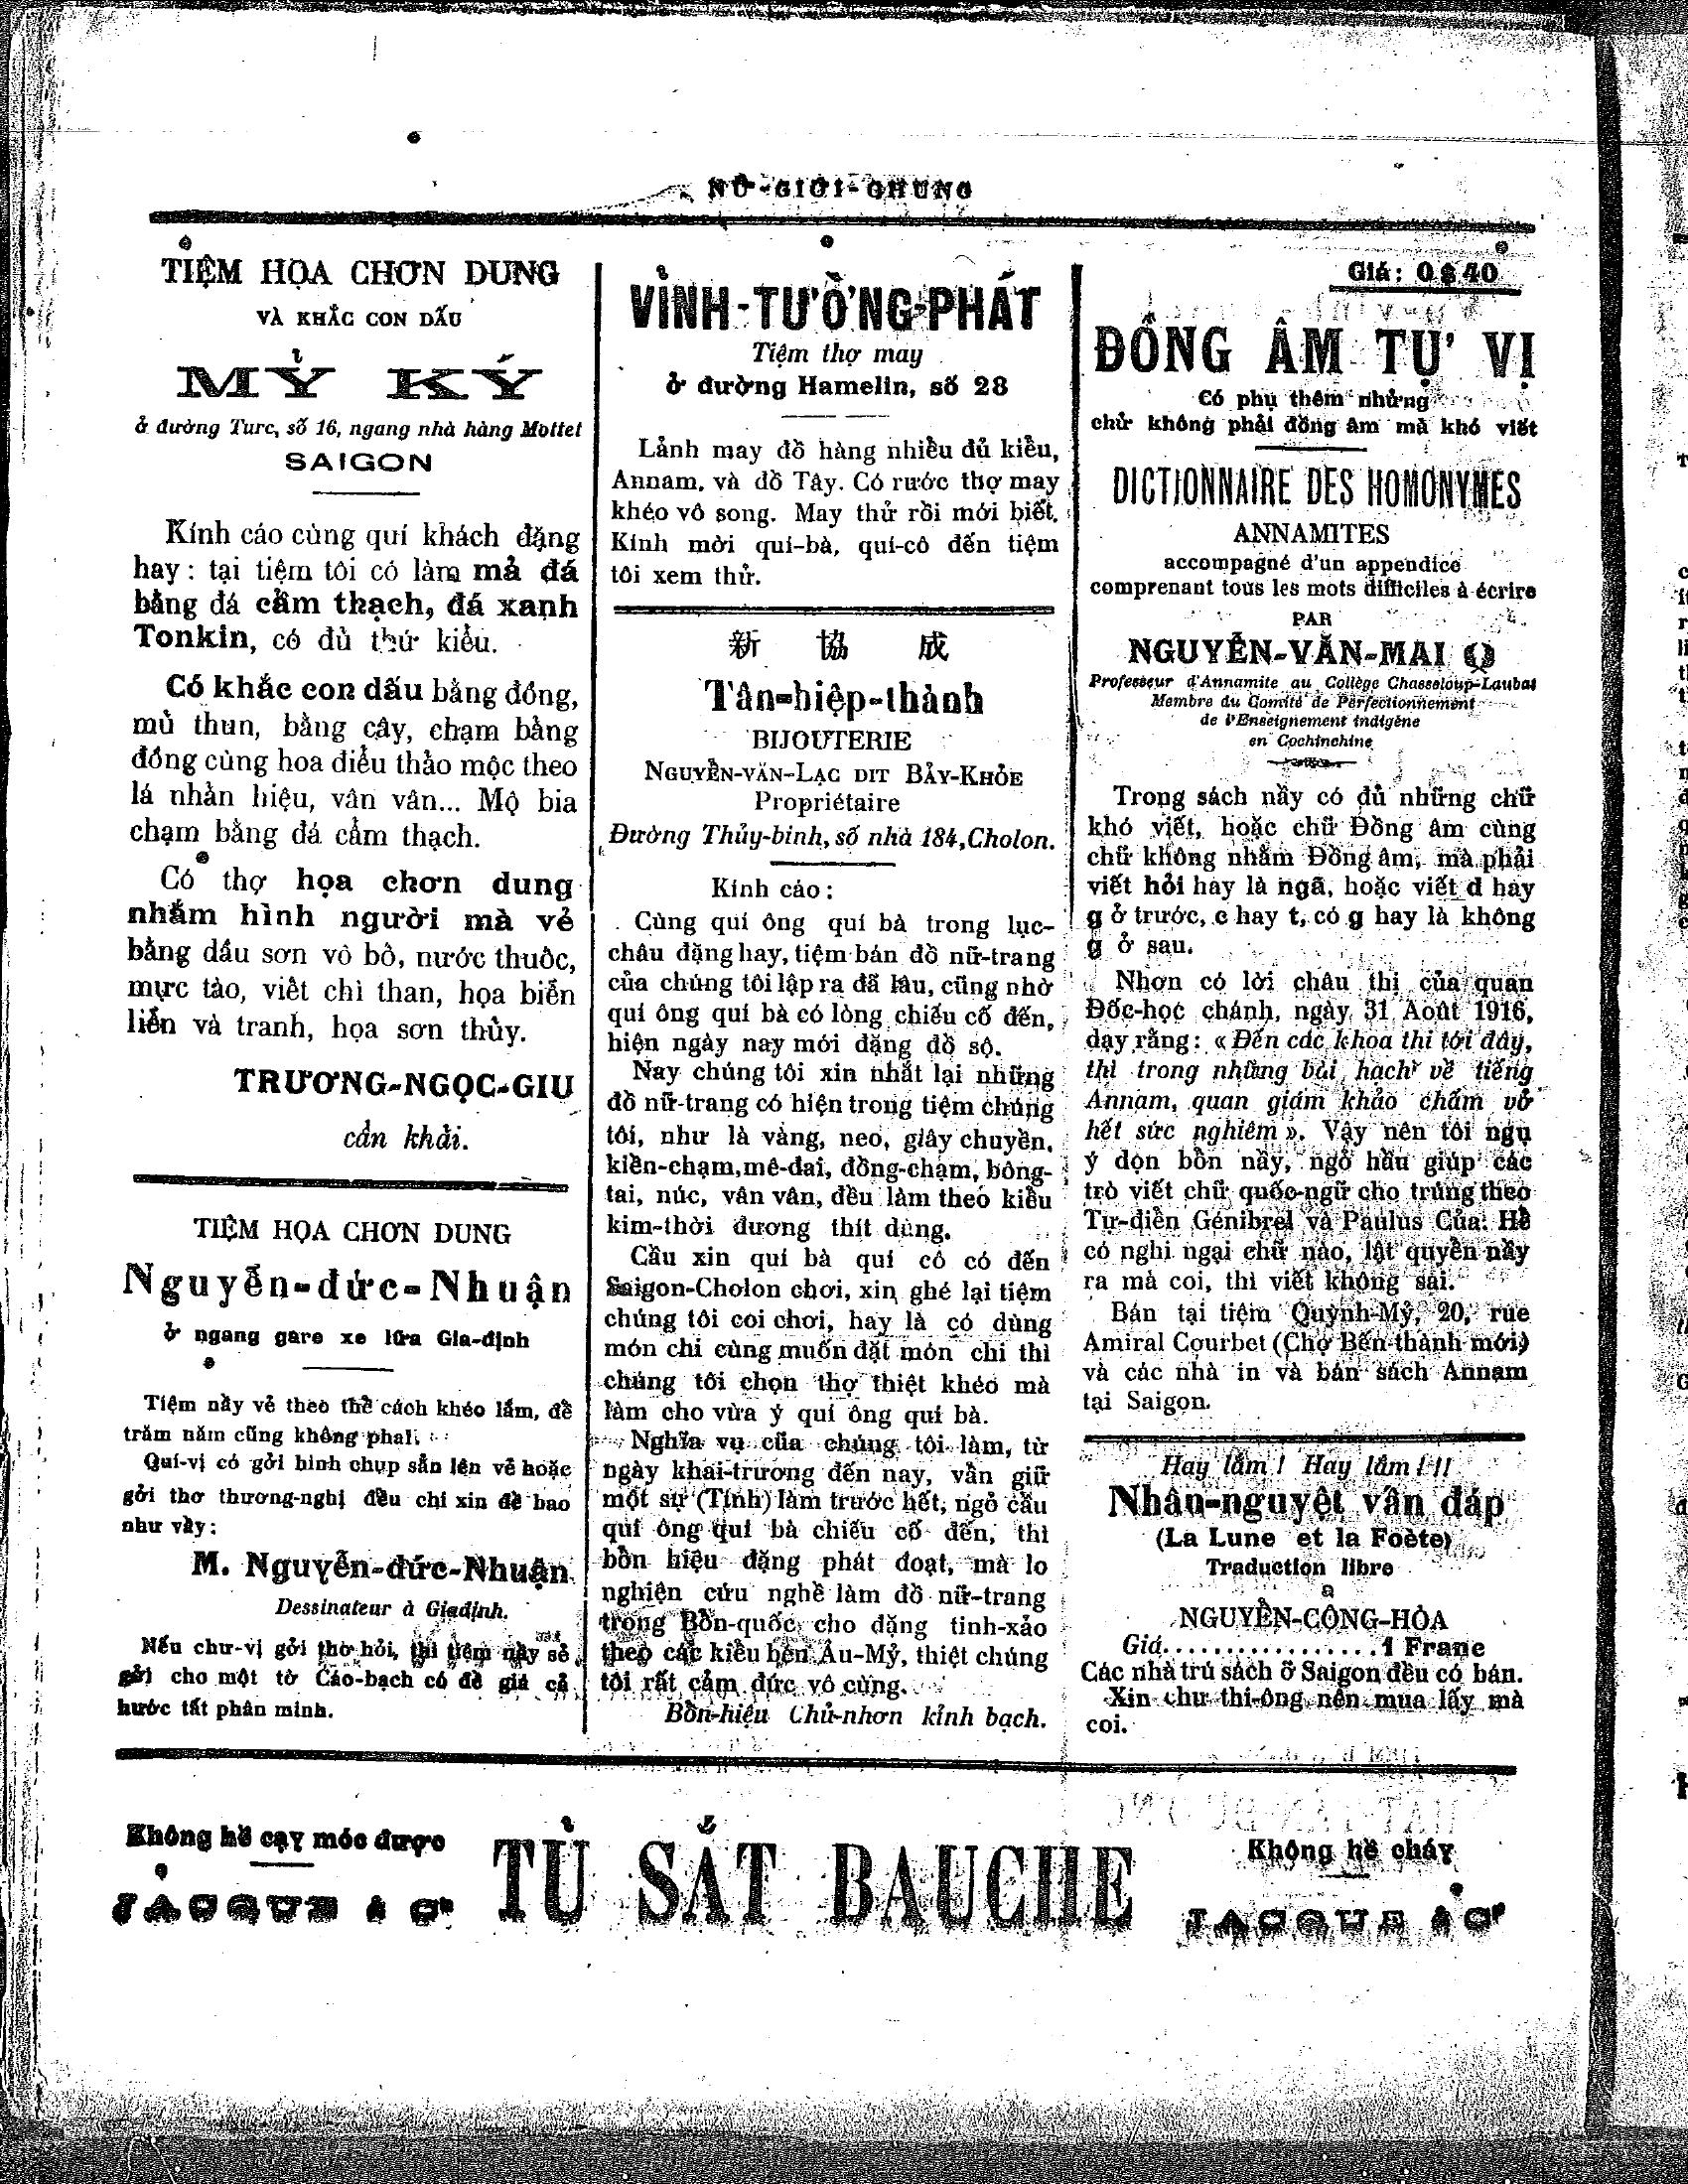 NỮ-GIỚI-CHUNG
TIỆM HỌA CHƠN DUNG
VÀ KHẮC CON DẤU
MỶ KÝ
ở đường Turc, số 16, ngang nhà hàng Mottet
SAIGON
Kính cáo cùng quí khách đặng
hay : tại tiệm tôi có làm mả đá
bằng đá cẩm thạch, đá xanh
Tonkin, có đủ thứ kiểu.
Có khắc con dấu bằng đồng,
mủ thun, bằng cây, chạm bằng
đồng cùng hoa điểu thảo mộc theo
lá nhản hiệu, vân vân... Mộ bia
chạm bằng đá cẩm thạch.
Có thợ họa chơn dung
nhắm hình người mà vẻ
bằng dầu sơn vô bố, nước thuốc,
mực tào, viết chì than, họa biển
liễn và tranh, họa sơn thủy.
TRƯƠNG-NGỌC-GIU
cẩn khải.
TIỆM HỌA CHƠN DUNG
Nguyễn-đức-Nhuận
ở ngang gare xe lửa Gia-định
Tiệm nầy vẻ theo thể cách khéo lắm, để
trăm năm cũng không phai.
Quí-vị có gởi hình chụp sẳn lên vẻ hoặc
gởi thơ thương-nghị đều chi xin đề bao
như vầy :
M. Nguyễn-đức-Nhuận
Dessinateur à Giadịnh.
Nếu chư-vị gởi thơ hỏi, thì tiệm nầy sẻ
gởi cho một tờ Cáo-bạch có đề giá cả
hước tất phân minh.
VỈNH-TƯỜNG-PHÁT
Tiệm thợ may
ở đường Hamelin, số 28
Lảnh may đồ hàng nhiều đủ kiều,
Annam, và đồ Tây. Có rước thợ may
khéo vô song. May thử rồi mới biết.
Kính mời quí-bà, quí-cô đến tiệm
tôi xem thử.
新 協 成
Tân-hiệp-thành
BIJOUTERIE
NGUYỄN-VĂN-LẠC DIT BẢY-KHỎE
Propriétaire
Đường Thủy-binh, số nhà 184, Cholon.
Kính cáo :
Cùng quí ông quí bà trong lục-
châu đặng hay, tiệm bán đồ nữ-trang
của chúng tôi lập ra đã lâu, cũng nhờ
quí ông quí bà có lòng chiếu cố đến,
hiện ngày nay mới đặng đồ sộ.
Nay chúng tôi xin nhắt lại những
đồ nữ-trang có hiện trong tiệm chúng
tôi, như là vàng, neo, giây chuyền,
kiền-chạm, mê-đai, đồng-chạm, bông-
tai, núc, vân vân, đều làm theo kiểu
kim-thời đương thít dùng.
Cầu xin quí bà quí cô có đến
Saigon-Cholon chơi, xin ghé lại tiệm
chúng tôi coi chơi, hay là có dùng
món chi cùng muốn đặt món chi thì
chúng tôi chọn thợ thiệt khéo mà
làm cho vừa ý quí ông quí bà.
Nghĩa vụ của chúng tôi làm, từ
ngày khai-trương đến nay, vẫn giữ
một sự (Tính) làm trước hết, ngỏ cầu
quí ông quí bà chiếu cố đến, thì
bổn hiệu đặng phát đoạt, mà lo
nghiện cứu nghề làm đồ nữ-trang
trong Bổn-quốc cho đặng tinh-xảo
theo các kiểu bên Âu-Mỷ, thiệt chúng
tôi rất cảm đức vô cùng.
Bổn-hiệu Chủ-nhơn kỉnh bạch.
Giá : 0$40
ĐỒNG ÂM TỰ VỊ
Có phụ thêm những
chử không phải đồng âm mà khó viết
DICTIONNAIRE DES HOMONYMES
ANNAMITES
accompagné d'un appendice
comprenant tous les mots difficiles à écrire
PAR
NGUYỄN-VĂN-MAI
Professeur d'Annamite au Collège Chasseloup-Laubat
Membre du Comité de Perfectionnement
de l'Enseignement indigène
en Cochinchine
Trong sách nầy có đủ những chữ
khó viết, hoặc chữ Đồng âm cùng
chữ không nhằm Đồng âm, mà phải
viết hỏi hay là ngã, hoặc viết d hay
g ở trước, c hay t, có g hay là không
g ở sau.
Nhơn có lời châu thi của quan
Đốc-học chánh, ngày 31 Août 1916,
dạy rằng : « Đến các khoa thi tới đây,
thì trong những bài hạch về tiếng
Annam, quan giám khảo chấm vở
hết sức nghiêm ». Vậy nên tôi ngụ
ý dọn bổn nầy, ngỏ hầu giúp các
trò viết chữ quốc-ngữ cho trúng theo
Tự-điển Génibrel và Paulus Của. Hễ
có nghi ngại chữ nào, lật quyển nầy
ra mà coi, thì viết không sai.
Bán tại tiệm Quỳnh-Mỹ, 20, rue
Amiral Courbet (Chợ Bến-thành mới)
và các nhà in và bán sách Annam
tại Saigon.
Hay lắm ! Hay lắm ! !!
Nhân-nguyệt vân đáp
(La Lune et la Foète)
Traduction libre
NGUYỄN-CÔNG-HÒA
Giá.................1 Franc
Các nhà trử sách ở Saigon đều có bán.
Xin chư thi-ông nên mua lấy mà
coi.
Không hề cạy móc được
JACQUE & Cie
TỦ SẮT BAUCHE
Không hề cháy
JACQUE & Cie